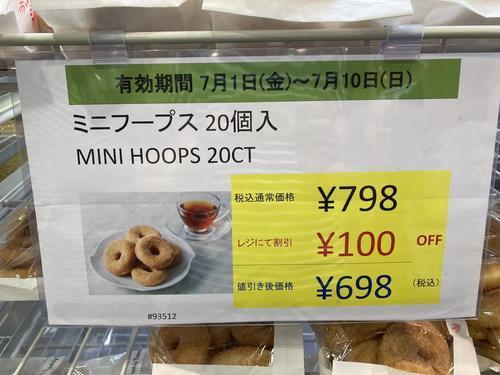 有効期間 7月1日(金)～7月10日(日)
ミニフープス 20個入
MINI HOOPS 20CT
税込通常価格 ¥798
レジにて割引 ¥100 OFF
値引き後価格 ¥698 (税込)
#93512